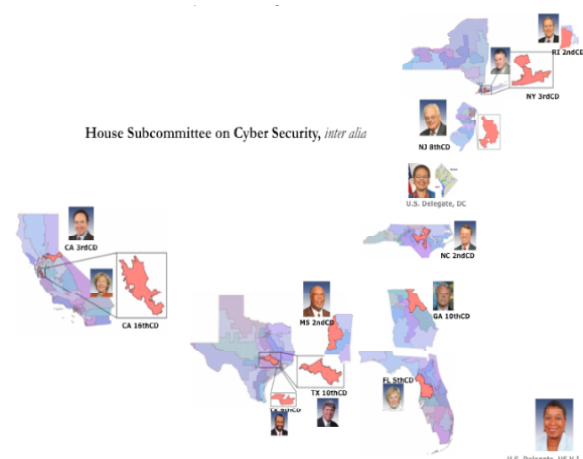 RI 2ndCD
NY 3rdCD
House Subcommittee on Cyber Security, inter alia
NJ 8thCD
U.S. Delegate, DC
CA 3rdCD
NC 2ndCD
CA 16thCD
MS 2ndCD
GA 10thCD
FL 5thCD
TX 10thCD
U.S. Delegate,